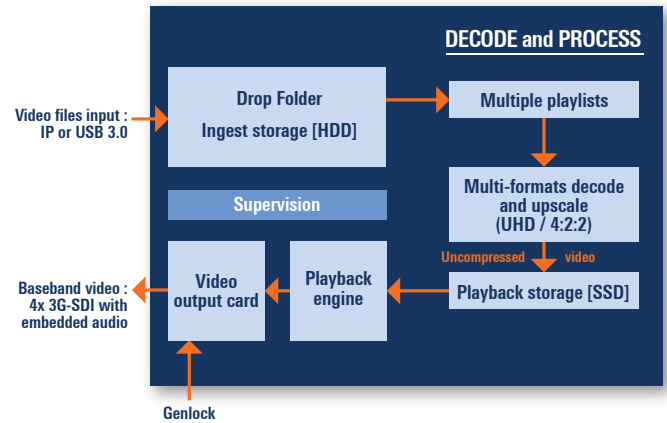 DECODE and PROCESS
Video files input :
IP or USB 3.0
Drop Folder
Ingest storage [HDD]
Multiple playlists
Multi-formats decode
and upscale
(UHD / 4:2:2)
Supervision
Uncompressed video
Baseband video :
4x 3G-SDI with
embedded audio
Video
output card
Playback
engine
Playback storage [SSD]
Genlock